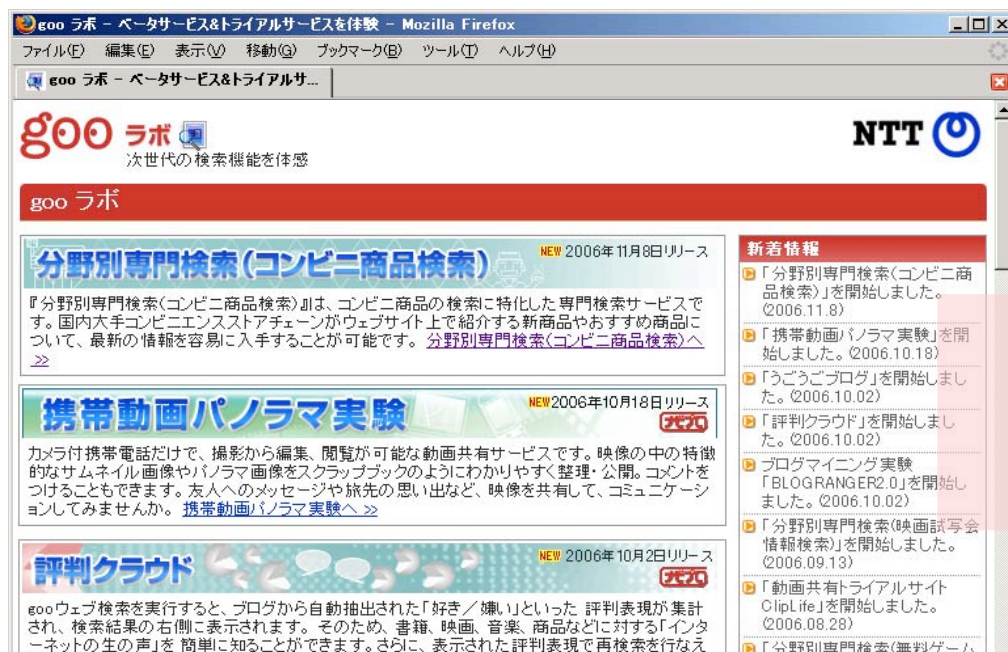 goo ラボ - ベータサービス&トライアルサービスを体験 - Mozilla Firefox
ファイル(F) 編集(E) 表示(V) 移動(G) ブックマーク(B) ツール(T) ヘルプ(H)
goo ラボ - ベータサービス&トライアルサ...
goo ラボ
次世代の検索機能を体感
NTT
goo ラボ
分野別専門検索(コンビニ商品検索)
NEW 2006年11月8日リリース
『分野別専門検索(コンビニ商品検索)』は、コンビニ商品の検索に特化した専門検索サービスで
す。国内大手コンビニエンスストアチェーンがウェブサイト上で紹介する新商品やおすすめ商品に
ついて、最新の情報を容易に入手することが可能です。 分野別専門検索(コンビニ商品検索)へ
>>
携帯動画パノラマ実験
NEW 2006年10月18日リリース
ナビプロ
カメラ付携帯電話だけで、撮影から編集、閲覧が可能な動画共有サービスです。映像の中の特徴
的なサムネイル画像やパノラマ画像をスクラップブックのようにわかりやすく整理・公開。コメントを
つけることもできます。友人へのメッセージや旅先の思い出など、映像を共有して、コミュニケーシ
ョンしてみませんか。 携帯動画パノラマ実験へ >>
評判クラウド
NEW 2006年10月2日リリース
ナビプロ
gooウェブ検索を実行すると、ブログから自動抽出された「好き/嫌い」といった 評判表現が集計
され、検索結果の右側に表示されます。そのため、書籍、映画、音楽、商品などに対する「インタ
ーネットの生の声」を 簡単に知ることができます。さらに、表示された評判表現で再検索を行なえ
新着情報
「分野別専門検索(コンビニ商
品検索)」を開始しました。
(2006.11.8)
「携帯動画パノラマ実験」を開
始しました。(2006.10.18)
「うごうごブログ」を開始しまし
た。(2006.10.02)
「評判クラウド」を開始しまし
た。(2006.10.02)
ブログマイニング実験
「BLOGRANGER2.0」を開始し
ました。(2006.10.02)
「分野別専門検索(映画試写会
情報検索)」を開始しました。
(2006.09.13)
「動画共有トライアルサイト
ClipLife」を開始しました。
(2006.08.28)
「分野別専門検索(無料ゲーム